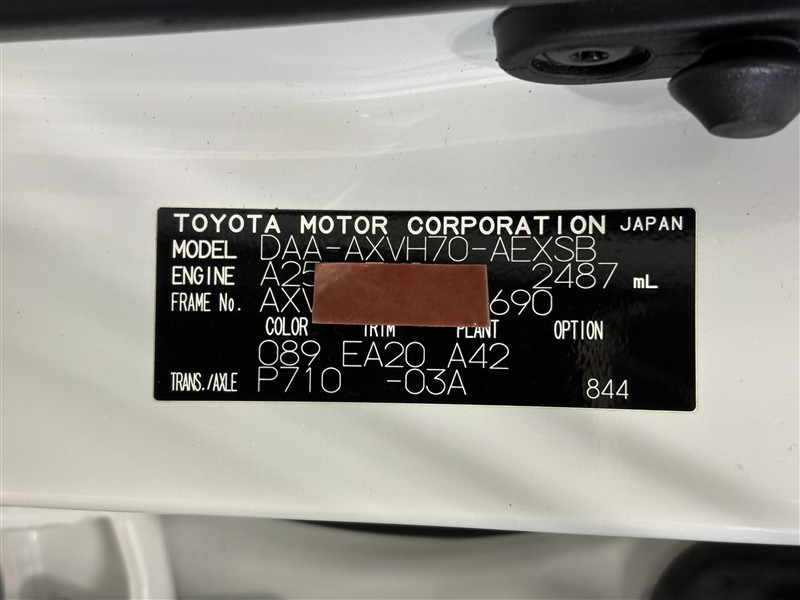 TOYOTA MOTOR CORPORATION JAPAN
MODEL DAA-AXVH70-AEXSB
ENGINE A25 2487 mL
FRAME No. AXV 690
COLOR TRIM PLANT OPTION
089 EA20 A42
TRANS./AXLE P710 -03A 844